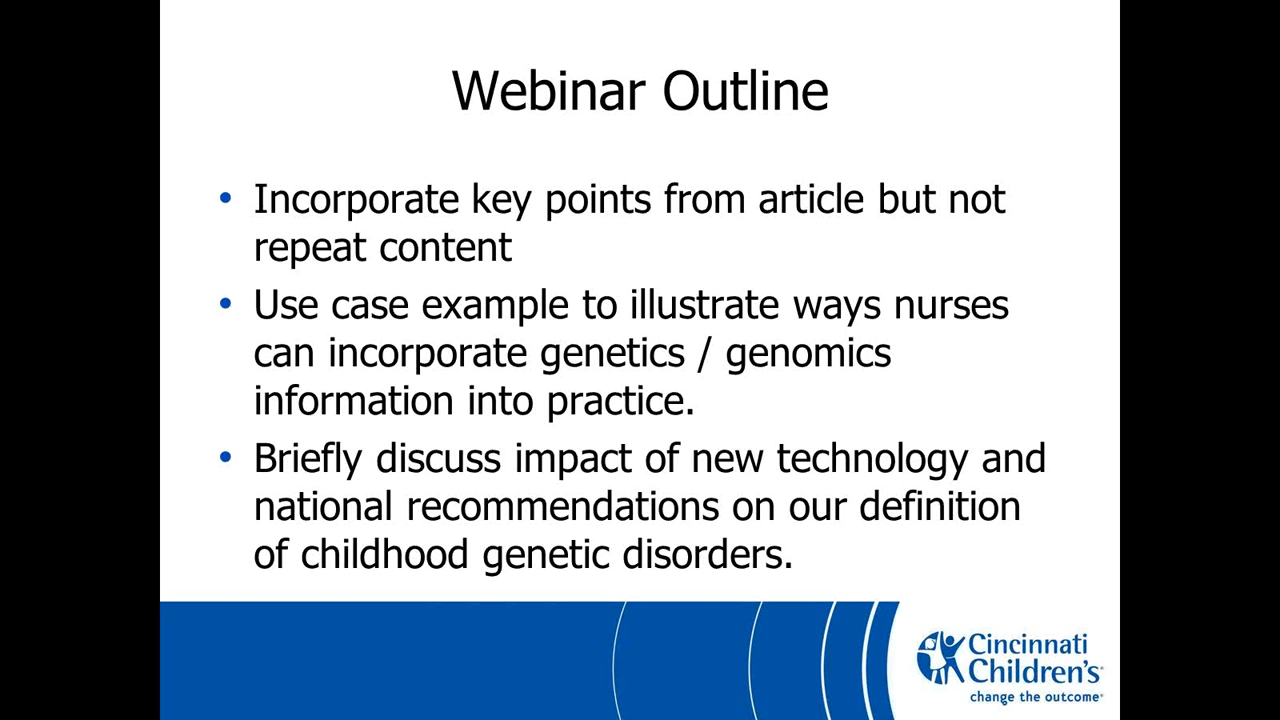 Webinar Outline
• Incorporate key points from article but not
repeat content
• Use case example to illustrate ways nurses
can incorporate genetics / genomics
information into practice.
• Briefly discuss impact of new technology and
national recommendations on our definition
of childhood genetic disorders.
Cincinnati
Children's
change the outcome